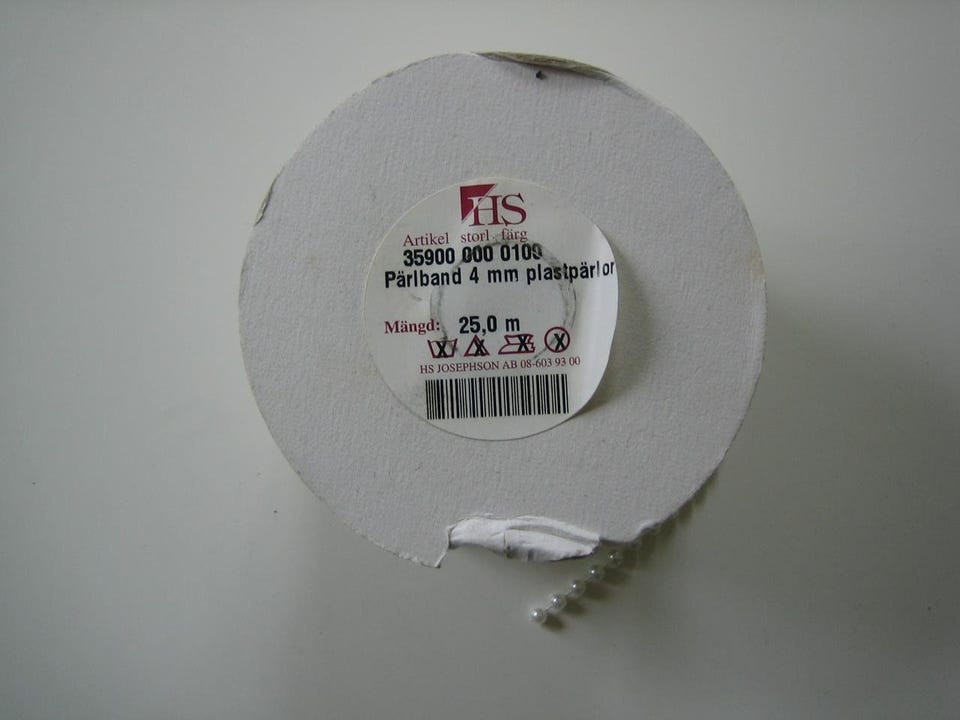 HS
Artikel storl. färg
35900 000 0100
Pärlband 4 mm plastpärlor
Mängd: 25,0 m
X X X X
HS JOSEPHSON AB 08-603 93 00